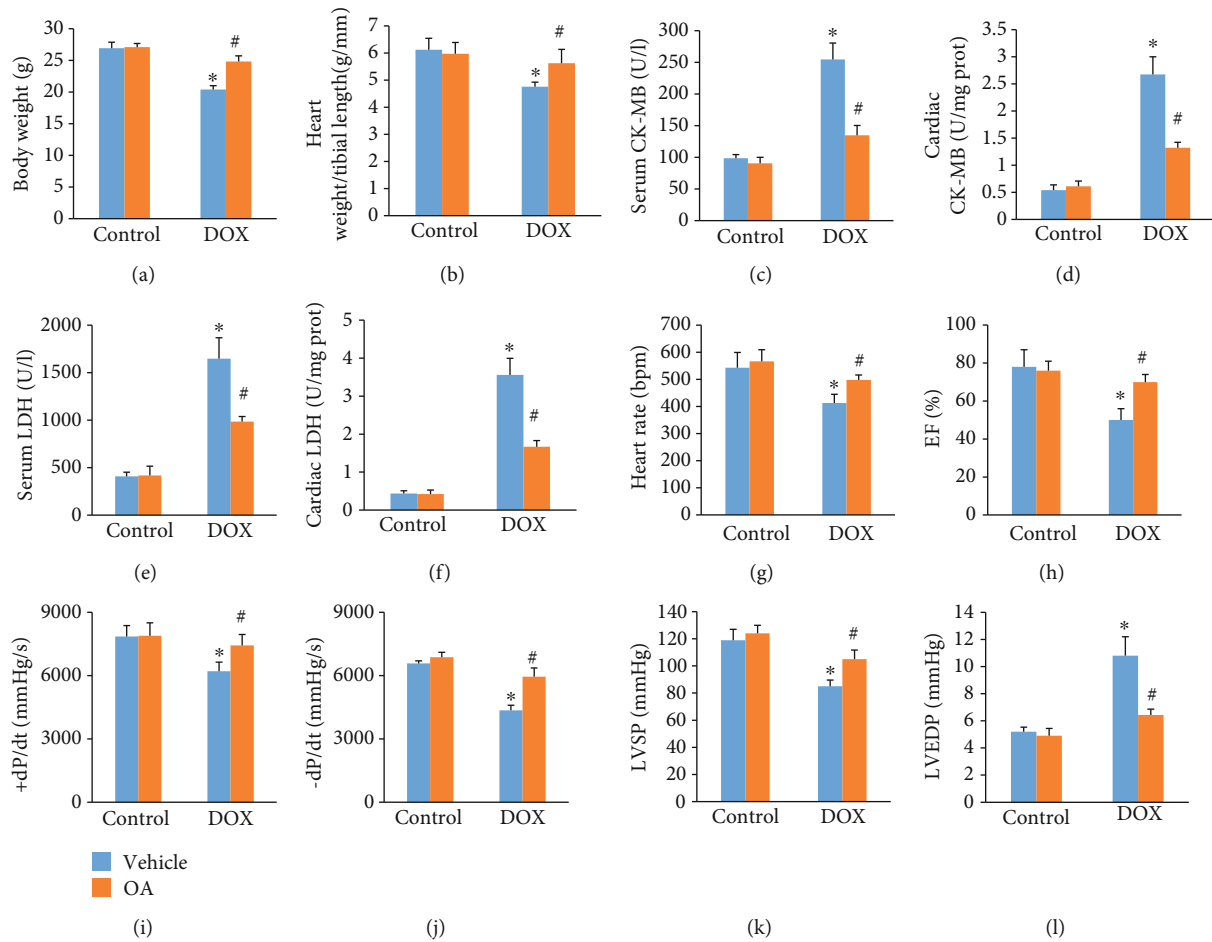 Body weight (g)
30
25
20
15
10
5
0
*
#
Control
DOX
(a)
Heart
weight/tibial length(g/mm)
7
6
5
4
3
2
1
0
*
#
Control
DOX
(b)
Serum CK-MB (U/l)
300
250
200
150
100
50
0
*
#
Control
DOX
(c)
Cardiac
CK-MB (U/mg prot)
3.5
3
2.5
2
1.5
1
0.5
0
*
#
Control
DOX
(d)
Serum LDH (U/l)
2000
1500
1000
500
0
*
#
Control
DOX
(e)
Cardiac LDH (U/mg prot)
5
4
3
2
1
0
*
#
Control
DOX
(f)
Heart rate (bpm)
700
600
500
400
300
200
100
0
*
#
Control
DOX
(g)
EF (%)
100
80
60
40
20
0
*
#
Control
DOX
(h)
+dP/dt (mmHg/s)
9000
6000
3000
0
*
#
Control
DOX
Vehicle
OA
(i)
-dP/dt (mmHg/s)
9000
6000
3000
0
*
#
Control
DOX
(j)
LVSP (mmHg)
140
120
100
80
60
40
20
0
*
#
Control
DOX
(k)
LVEDP (mmHg)
14
12
10
8
6
4
2
0
*
#
Control
DOX
(l)